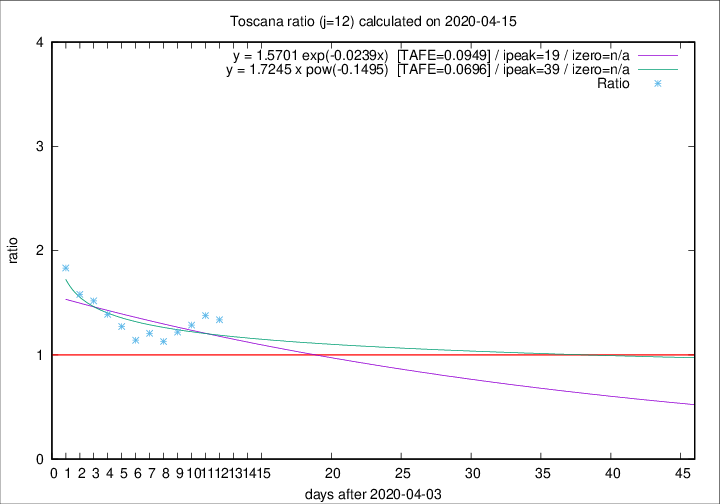 Toscana ratio (j=12) calculated on 2020-04-15
y = 1.5701 exp(-0.0239x)  [TAFE=0.0949] / ipeak=19 / izero=n/a
y = 1.7245 x pow(-0.1495)  [TAFE=0.0696] / ipeak=39 / izero=n/a
Ratio
4
3
2
1
0
ratio
0 1 2 3 4 5 6 7 8 9 10 11 12 13 14 15 20 25 30 35 40 45
days after 2020-04-03